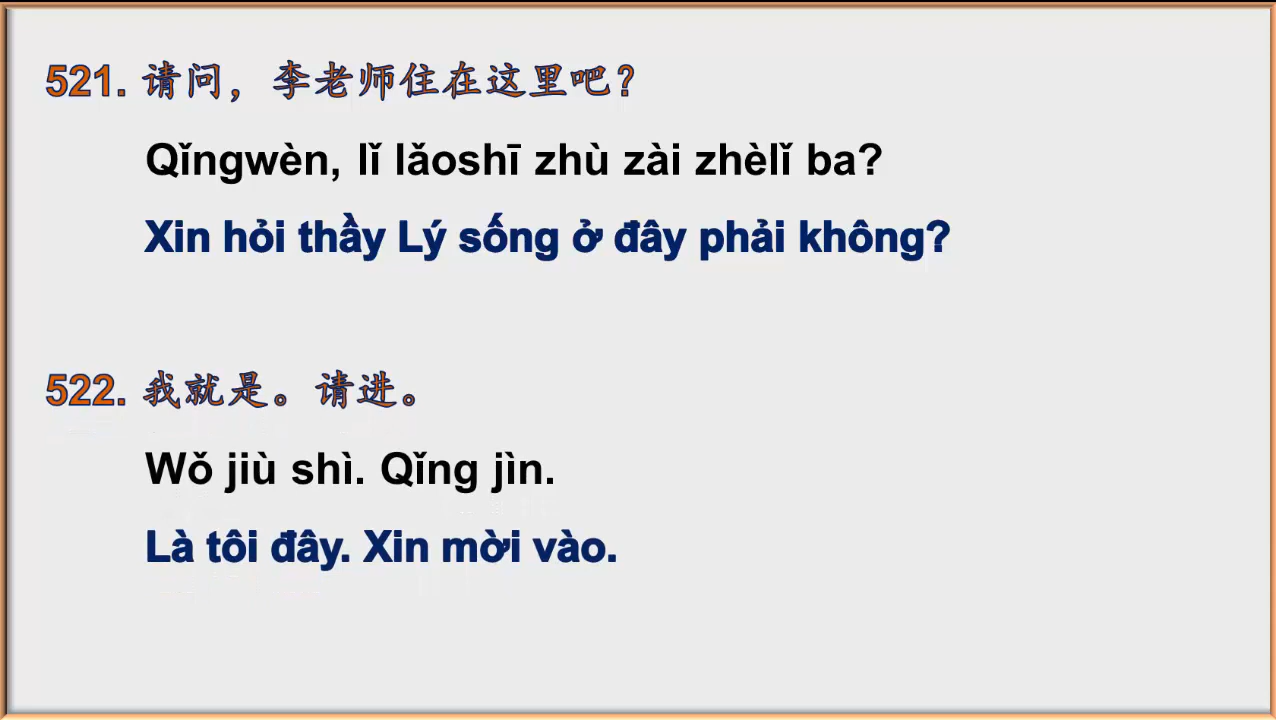 521. 请问，李老师住在这里吧？
Qǐngwèn, lǐ lǎoshī zhù zài zhèlǐ ba?
Xin hỏi thầy Lý sống ở đây phải không?
522. 我就是。请进。
Wǒ jiù shì. Qǐng jìn.
Là tôi đây. Xin mời vào.